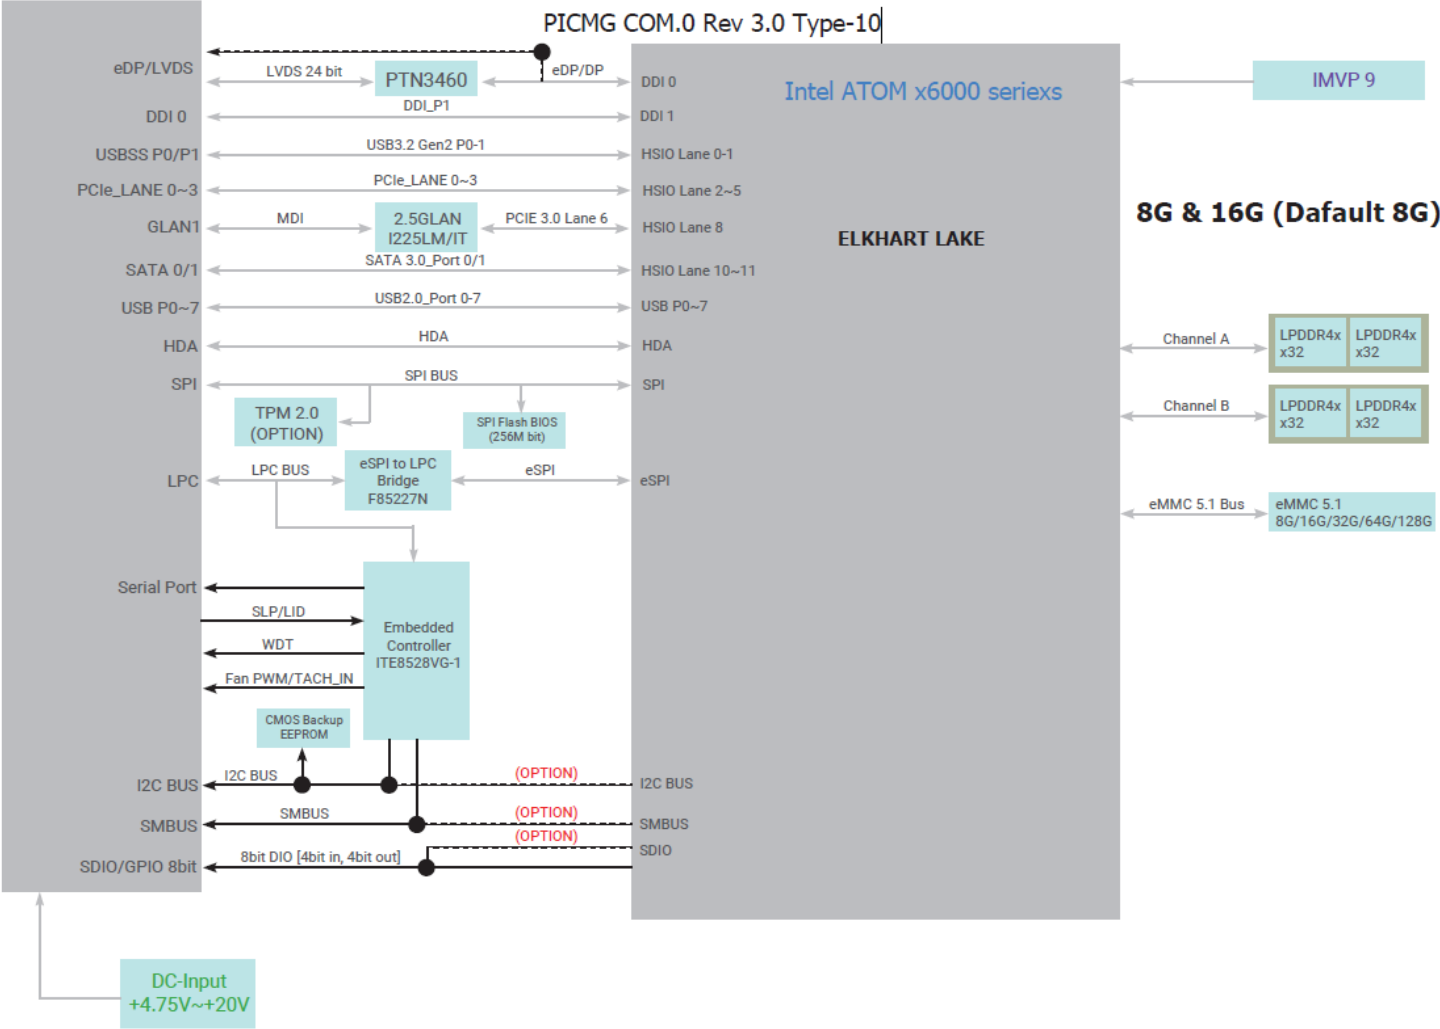 PICMG COM.0 Rev 3.0 Type-10
eDP/LVDS
LVDS 24 bit
PTN3460
eDP/DP
DDI 0
Intel ATOM x6000 seriexs
IMVP 9
DDI 0
DDI_P1
DDI 1
USBSS P0/P1
USB3.2 Gen2 P0-1
HSIO Lane 0-1
PCIe_LANE 0~3
PCIe_LANE 0~3
HSIO Lane 2~5
GLAN1
MDI
2.5GLAN
I225LM/IT
PCIE 3.0 Lane 6
HSIO Lane 8
ELKHART LAKE
8G & 16G (Dafault 8G)
SATA 0/1
SATA 3.0_Port 0/1
HSIO Lane 10~11
USB P0~7
USB2.0_Port 0-7
USB P0~7
HDA
HDA
HDA
Channel A
LPDDR4x
x32
LPDDR4x
x32
SPI
SPI BUS
SPI
TPM 2.0
(OPTION)
SPI Flash BIOS
(256M bit)
Channel B
LPDDR4x
x32
LPDDR4x
x32
LPC
LPC BUS
eSPI to LPC
Bridge
F85227N
eSPI
eSPI
eMMC 5.1 Bus
eMMC 5.1
8G/16G/32G/64G/128G
Serial Port
SLP/LID
WDT
Fan PWM/TACH_IN
Embedded
Controller
ITE8528VG-1
CMOS Backup
EEPROM
I2C BUS
I2C BUS
(OPTION)
I2C BUS
SMBUS
SMBUS
(OPTION)
SMBUS
(OPTION)
SDIO
SDIO/GPIO 8bit
8bit DIO [4bit in, 4bit out]
DC-Input
+4.75V~+20V